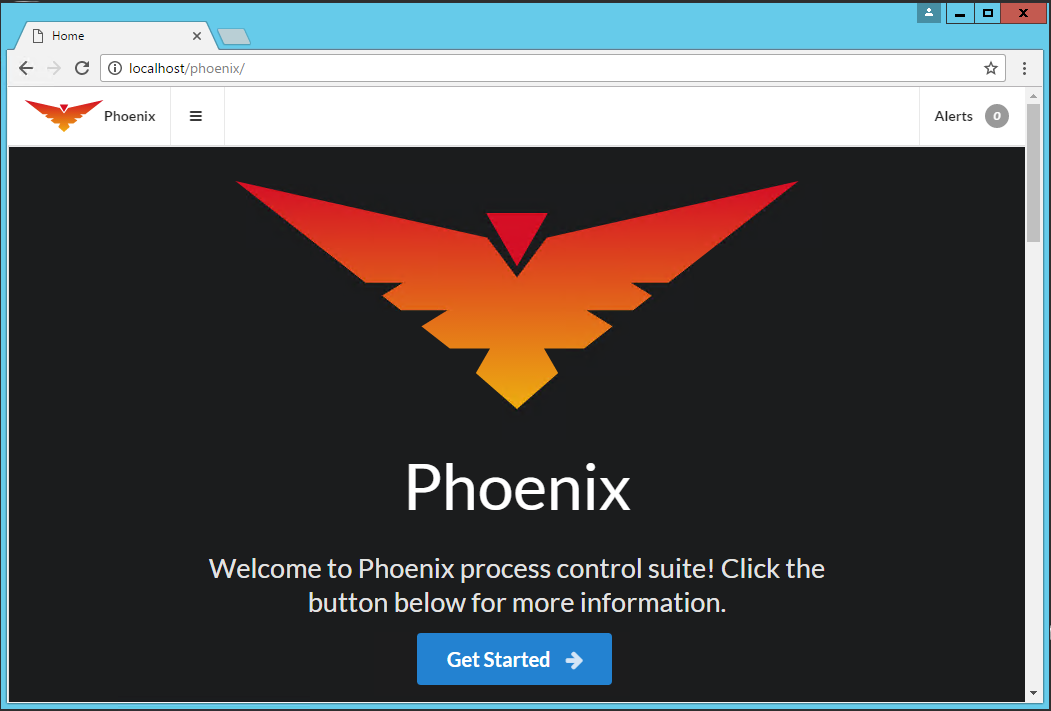 Home
localhost/phoenix/
Phoenix
Alerts 0
Phoenix
Welcome to Phoenix process control suite! Click the
button below for more information.
Get Started